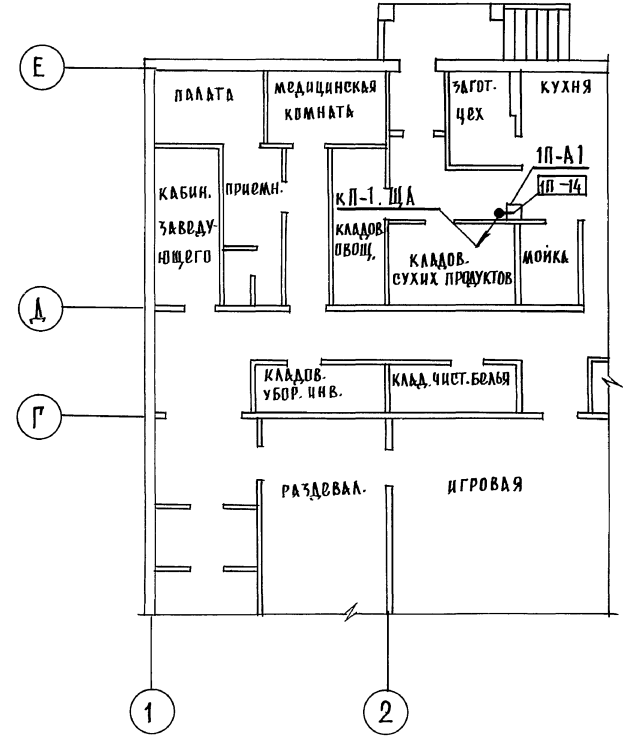 Е
ПАЛАТА
МЕДИЦИНСКАЯ
КОМНАТА
ЗАГОТ.
ЦЕХ
КУХНЯ
1П-А1
1П-14
КАБИН.
ЗАВЕДУ-
ЮЩЕГО
ПРИЕМН.
КП-1. ЩА
КЛАДОВ.
ОВОЩ.
КЛАДОВ.
СУХИХ ПРОДУКТОВ
МОЙКА
Д
КЛАДОВ.
УБОР. ИНВ.
КЛАД. ЧИСТ. БЕЛЬЯ
Г
РАЗДЕВАЛ.
ИГРОВАЯ
1
2